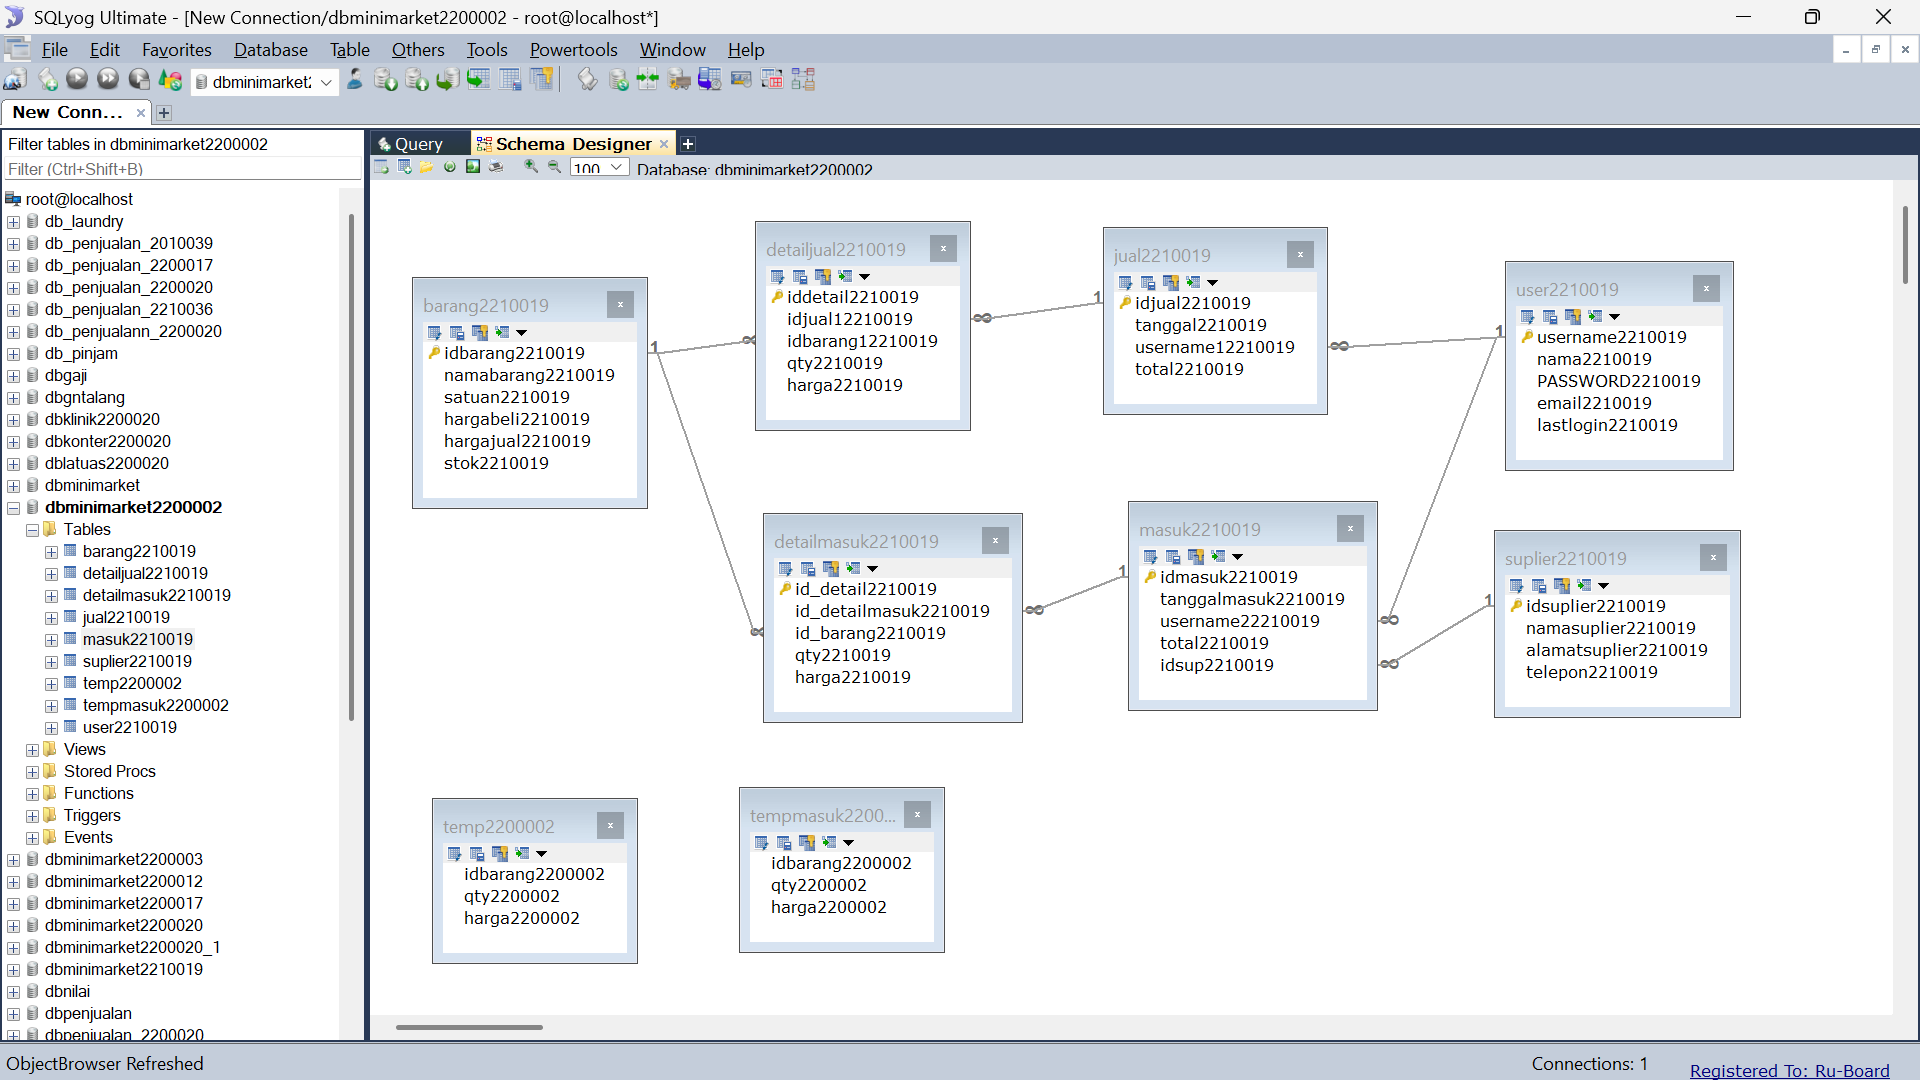 SQLyog Ultimate - [New Connection/dbminimarket2200002 - root@localhost*]
File Edit Favorites Database Table Others Tools Powertools Window Help
dbminimarket
New Conn...
Filter tables in dbminimarket2200002
Filter (Ctrl+Shift+B)
root@localhost
db_laundry
db_penjualan_2010039
db_penjualan_2200017
db_penjualan_2200020
db_penjualan_2210036
db_penjualann_2200020
db_pinjam
dbgaji
dbgntalang
dbklinik2200020
dbkonter2200020
dblatuas2200020
dbminimarket
dbminimarket2200002
Tables
barang2210019
detailjual2210019
detailmasuk2210019
jual2210019
masuk2210019
suplier2210019
temp2200002
tempmasuk2200002
user2210019
Views
Stored Procs
Functions
Triggers
Events
dbminimarket2200003
dbminimarket2200012
dbminimarket2200017
dbminimarket2200020
dbminimarket2200020_1
dbminimarket2210019
dbnilai
dbpenjualan
dbpenjualan_2200020
Query
Schema Designer
100
Database: dbminimarket2200002
barang2210019
idbarang2210019
namabarang2210019
satuan2210019
hargabeli2210019
hargajual2210019
stok2210019
1
∞
∞
detailjual2210019
iddetail2210019
idjual12210019
idbarang12210019
qty2210019
harga2210019
∞
1
jual2210019
idjual2210019
tanggal2210019
username12210019
total2210019
∞
1
user2210019
username2210019
nama2210019
PASSWORD2210019
email2210019
lastlogin2210019
detailmasuk2210019
id_detail2210019
id_detailmasuk2210019
id_barang2210019
qty2210019
harga2210019
∞
1
masuk2210019
idmasuk2210019
tanggalmasuk2210019
username22210019
total2210019
idsup2210019
∞
∞
1
suplier2210019
idsuplier2210019
namasuplier2210019
alamatsuplier2210019
telepon2210019
temp2200002
idbarang2200002
qty2200002
harga2200002
tempmasuk2200...
idbarang2200002
qty2200002
harga2200002
ObjectBrowser Refreshed
Connections: 1
Registered To: Ru-Board